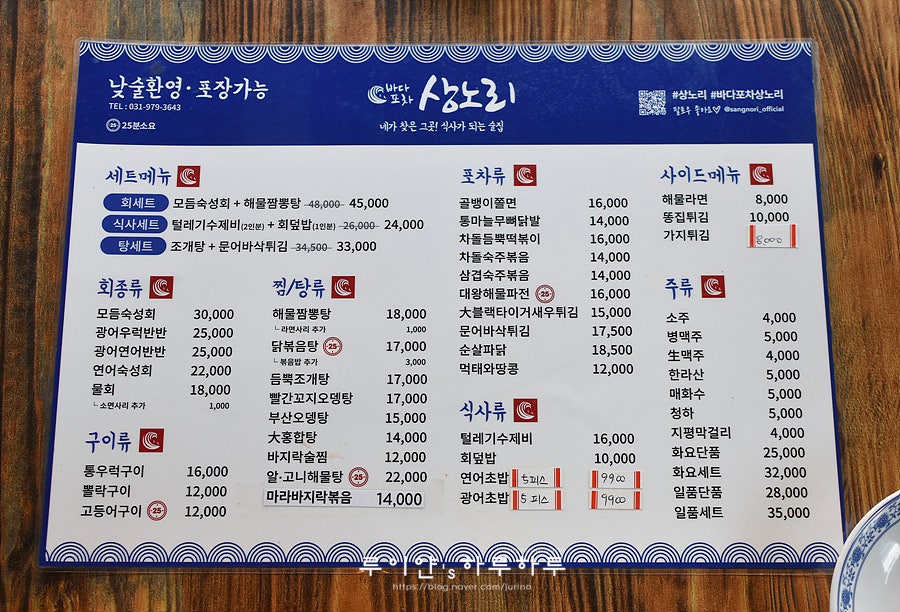 낮술환영·포장가능
TEL : 031-979-3643
25 25분소요
바다
포차
상노리
네가 찾은 그곳! 식사가 되는 술집
#상노리 #바다포차상노리
팔로우 좋아요♡ @sangnori_official
세트메뉴
회세트 모듬숙성회 + 해물짬뽕탕 48,000 45,000
식사세트 털레기수제비(2인분) + 회덮밥(1인분) 26,000 24,000
탕세트 조개탕 + 문어바삭튀김 34,500 33,000
회종류
모듬숙성회 30,000
광어우럭반반 25,000
광어연어반반 25,000
연어숙성회 22,000
물회 18,000
└ 소면사리 추가 1,000
구이류
통우럭구이 16,000
뽈락구이 12,000
고등어구이 25 12,000
찜/탕류
해물짬뽕탕 18,000
└ 라면사리 추가 1,000
닭볶음탕 25 17,000
└ 볶음밥 추가 3,000
듬뿍조개탕 17,000
빨간꼬지오뎅탕 17,000
부산오뎅탕 15,000
大홍합탕 14,000
바지락술찜 12,000
알·고니해물탕 25 22,000
마라바지락볶음 14,000
포차류
골뱅이쫄면 16,000
통마늘무뼈닭발 14,000
차돌듬뿍떡볶이 16,000
차돌숙주볶음 14,000
삼겹숙주볶음 14,000
대왕해물파전 25 16,000
大블랙타이거새우튀김 15,000
문어바삭튀김 17,500
순살파닭 18,500
먹태와땅콩 12,000
식사류
털레기수제비 16,000
회덮밥 10,000
연어초밥 5피스 9900
광어초밥 5피스 9900
사이드메뉴
해물라면 8,000
똥집튀김 10,000
가지튀김 8000
주류
소주 4,000
병맥주 5,000
生맥주 4,000
한라산 5,000
매화수 5,000
청하 5,000
지평막걸리 4,000
화요단품 25,000
화요세트 32,000
일품단품 28,000
일품세트 35,000
루이얀's하루하루
https://blog.naver.com/jurino